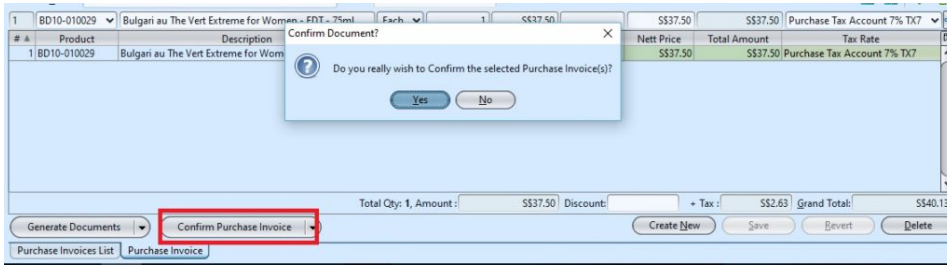 1 BD10-010029 Bulgari au The Vert Extreme for Women - EDT - 75ml Each 1 S$37.50 S$37.50 S$37.50 Purchase Tax Account 7% TX7
# Product Description Confirm Document? Nett Price Total Amount Tax Rate
1 BD10-010029 Bulgari au The Vert Extreme for Wom S$37.50 S$37.50 Purchase Tax Account 7% TX7
Do you really wish to Confirm the selected Purchase Invoice(s)?
Yes No
Total Qty: 1, Amount : S$37.50 Discount: + Tax : S$2.63 Grand Total: S$40.13
Generate Documents Confirm Purchase Invoice Create New Save Revert Delete
Purchase Invoices List Purchase Invoice